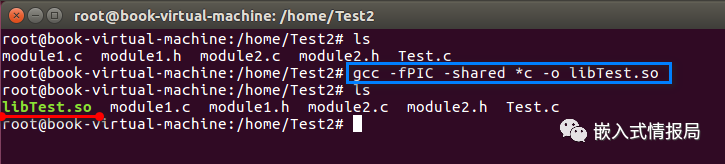 root@book-virtual-machine: /home/Test2
root@book-virtual-machine:/home/Test2# ls
module1.c  module1.h  module2.c  module2.h  Test.c
root@book-virtual-machine:/home/Test2# gcc -fPIC -shared *c -o libTest.so
root@book-virtual-machine:/home/Test2# ls
libTest.so  module1.c  module1.h  module2.c  module2.h  Test.c
root@book-virtual-machine:/home/Test2#
嵌入式情报局